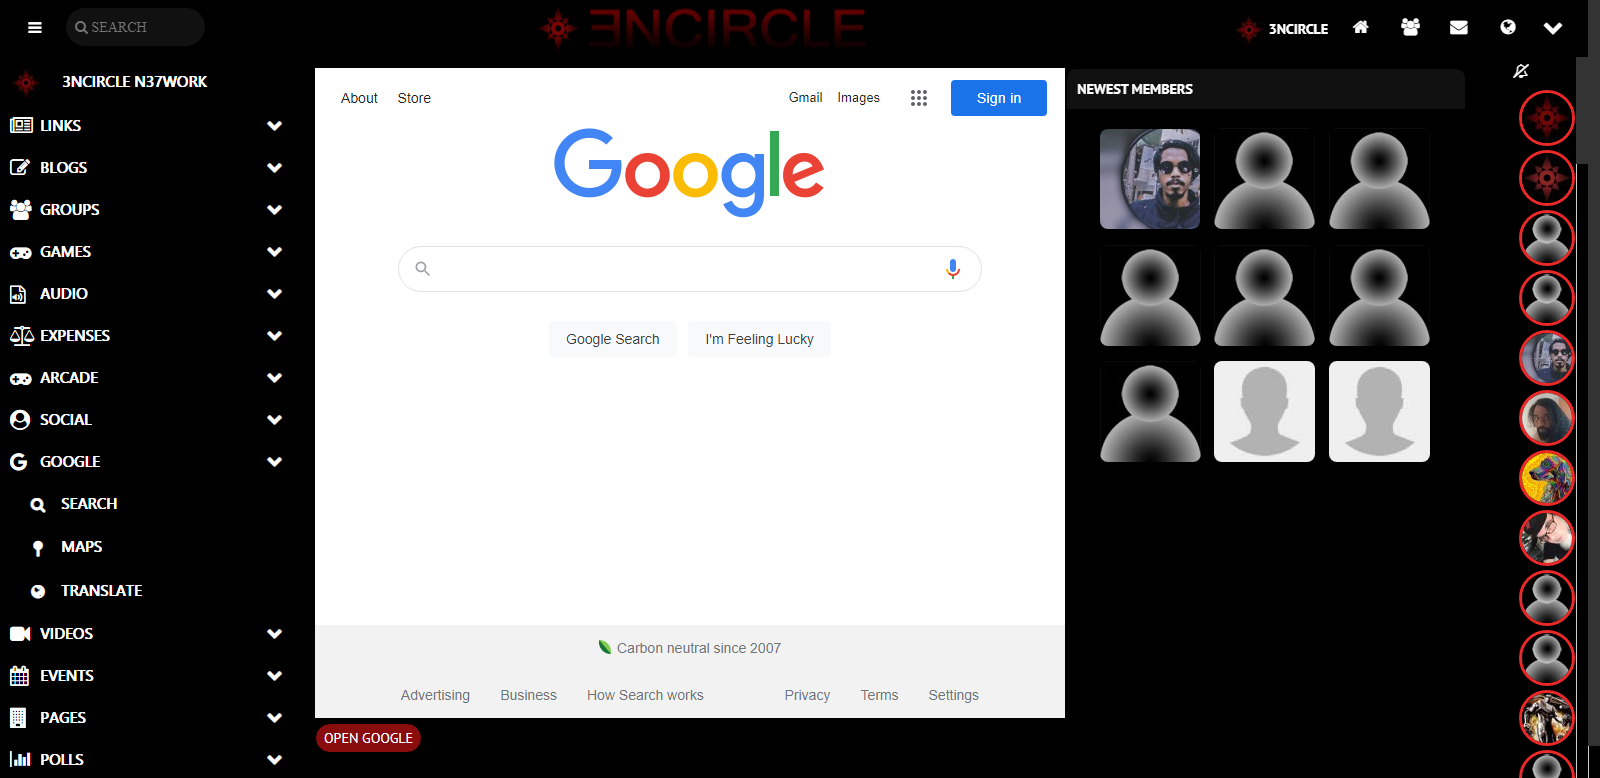 SEARCH
ƎNCIRCLE
3NCIRCLE
3NCIRCLE N37WORK
LINKS
BLOGS
GROUPS
GAMES
AUDIO
EXPENSES
ARCADE
SOCIAL
GOOGLE
SEARCH
MAPS
TRANSLATE
VIDEOS
EVENTS
PAGES
POLLS
About Store Gmail Images Sign in
Google
Google Search I'm Feeling Lucky
Carbon neutral since 2007
Advertising Business How Search works Privacy Terms Settings
OPEN GOOGLE
NEWEST MEMBERS